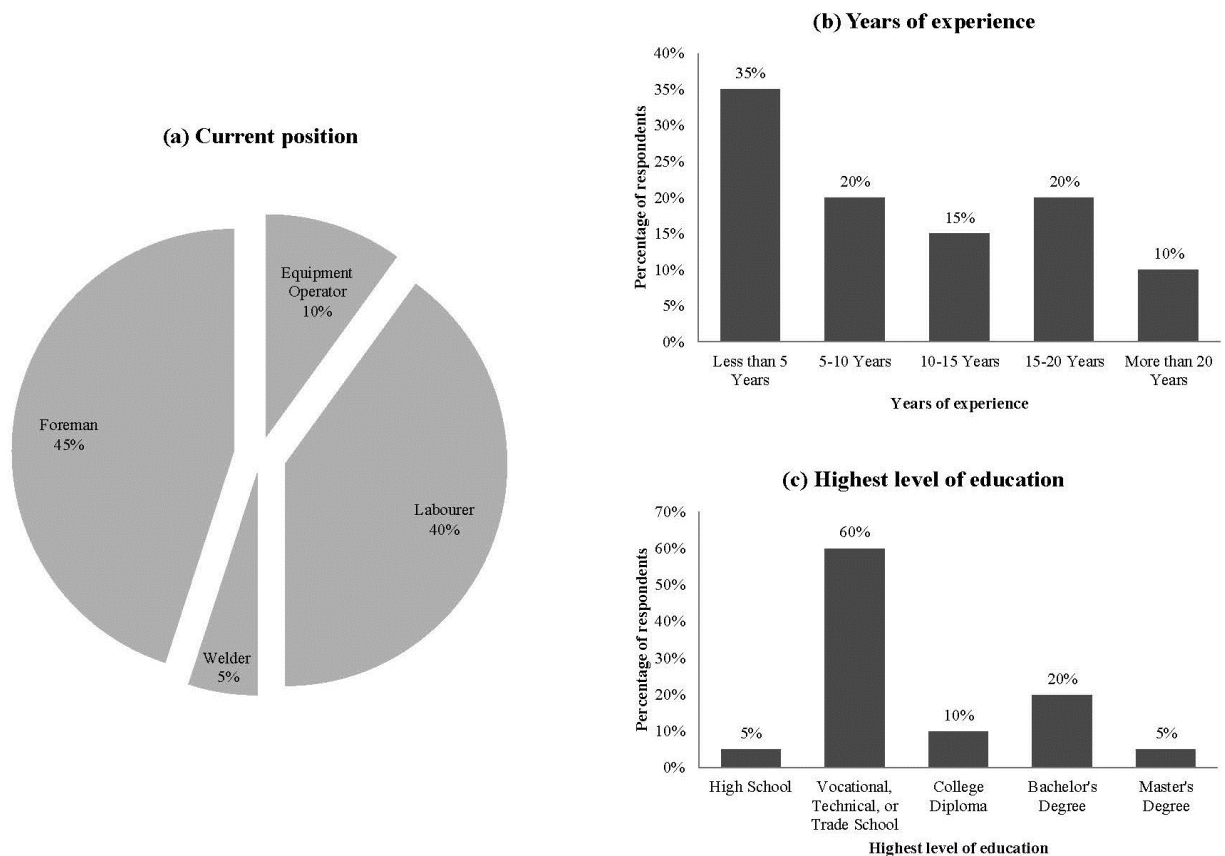 (a) Current position
Equipment
Operator
10%
Foreman
45%
Labourer
40%
Welder
5%
(b) Years of experience
Percentage of respondents
40%
35%
30%
25%
20%
15%
10%
5%
0%
35%
20%
15%
20%
10%
Less than 5
Years
5-10 Years
10-15 Years
15-20 Years
More than 20
Years
Years of experience
(c) Highest level of education
Percentage of respondents
70%
60%
50%
40%
30%
20%
10%
0%
5%
60%
10%
20%
5%
High School
Vocational,
Technical, or
Trade School
College
Diploma
Bachelor's
Degree
Master's
Degree
Highest level of education